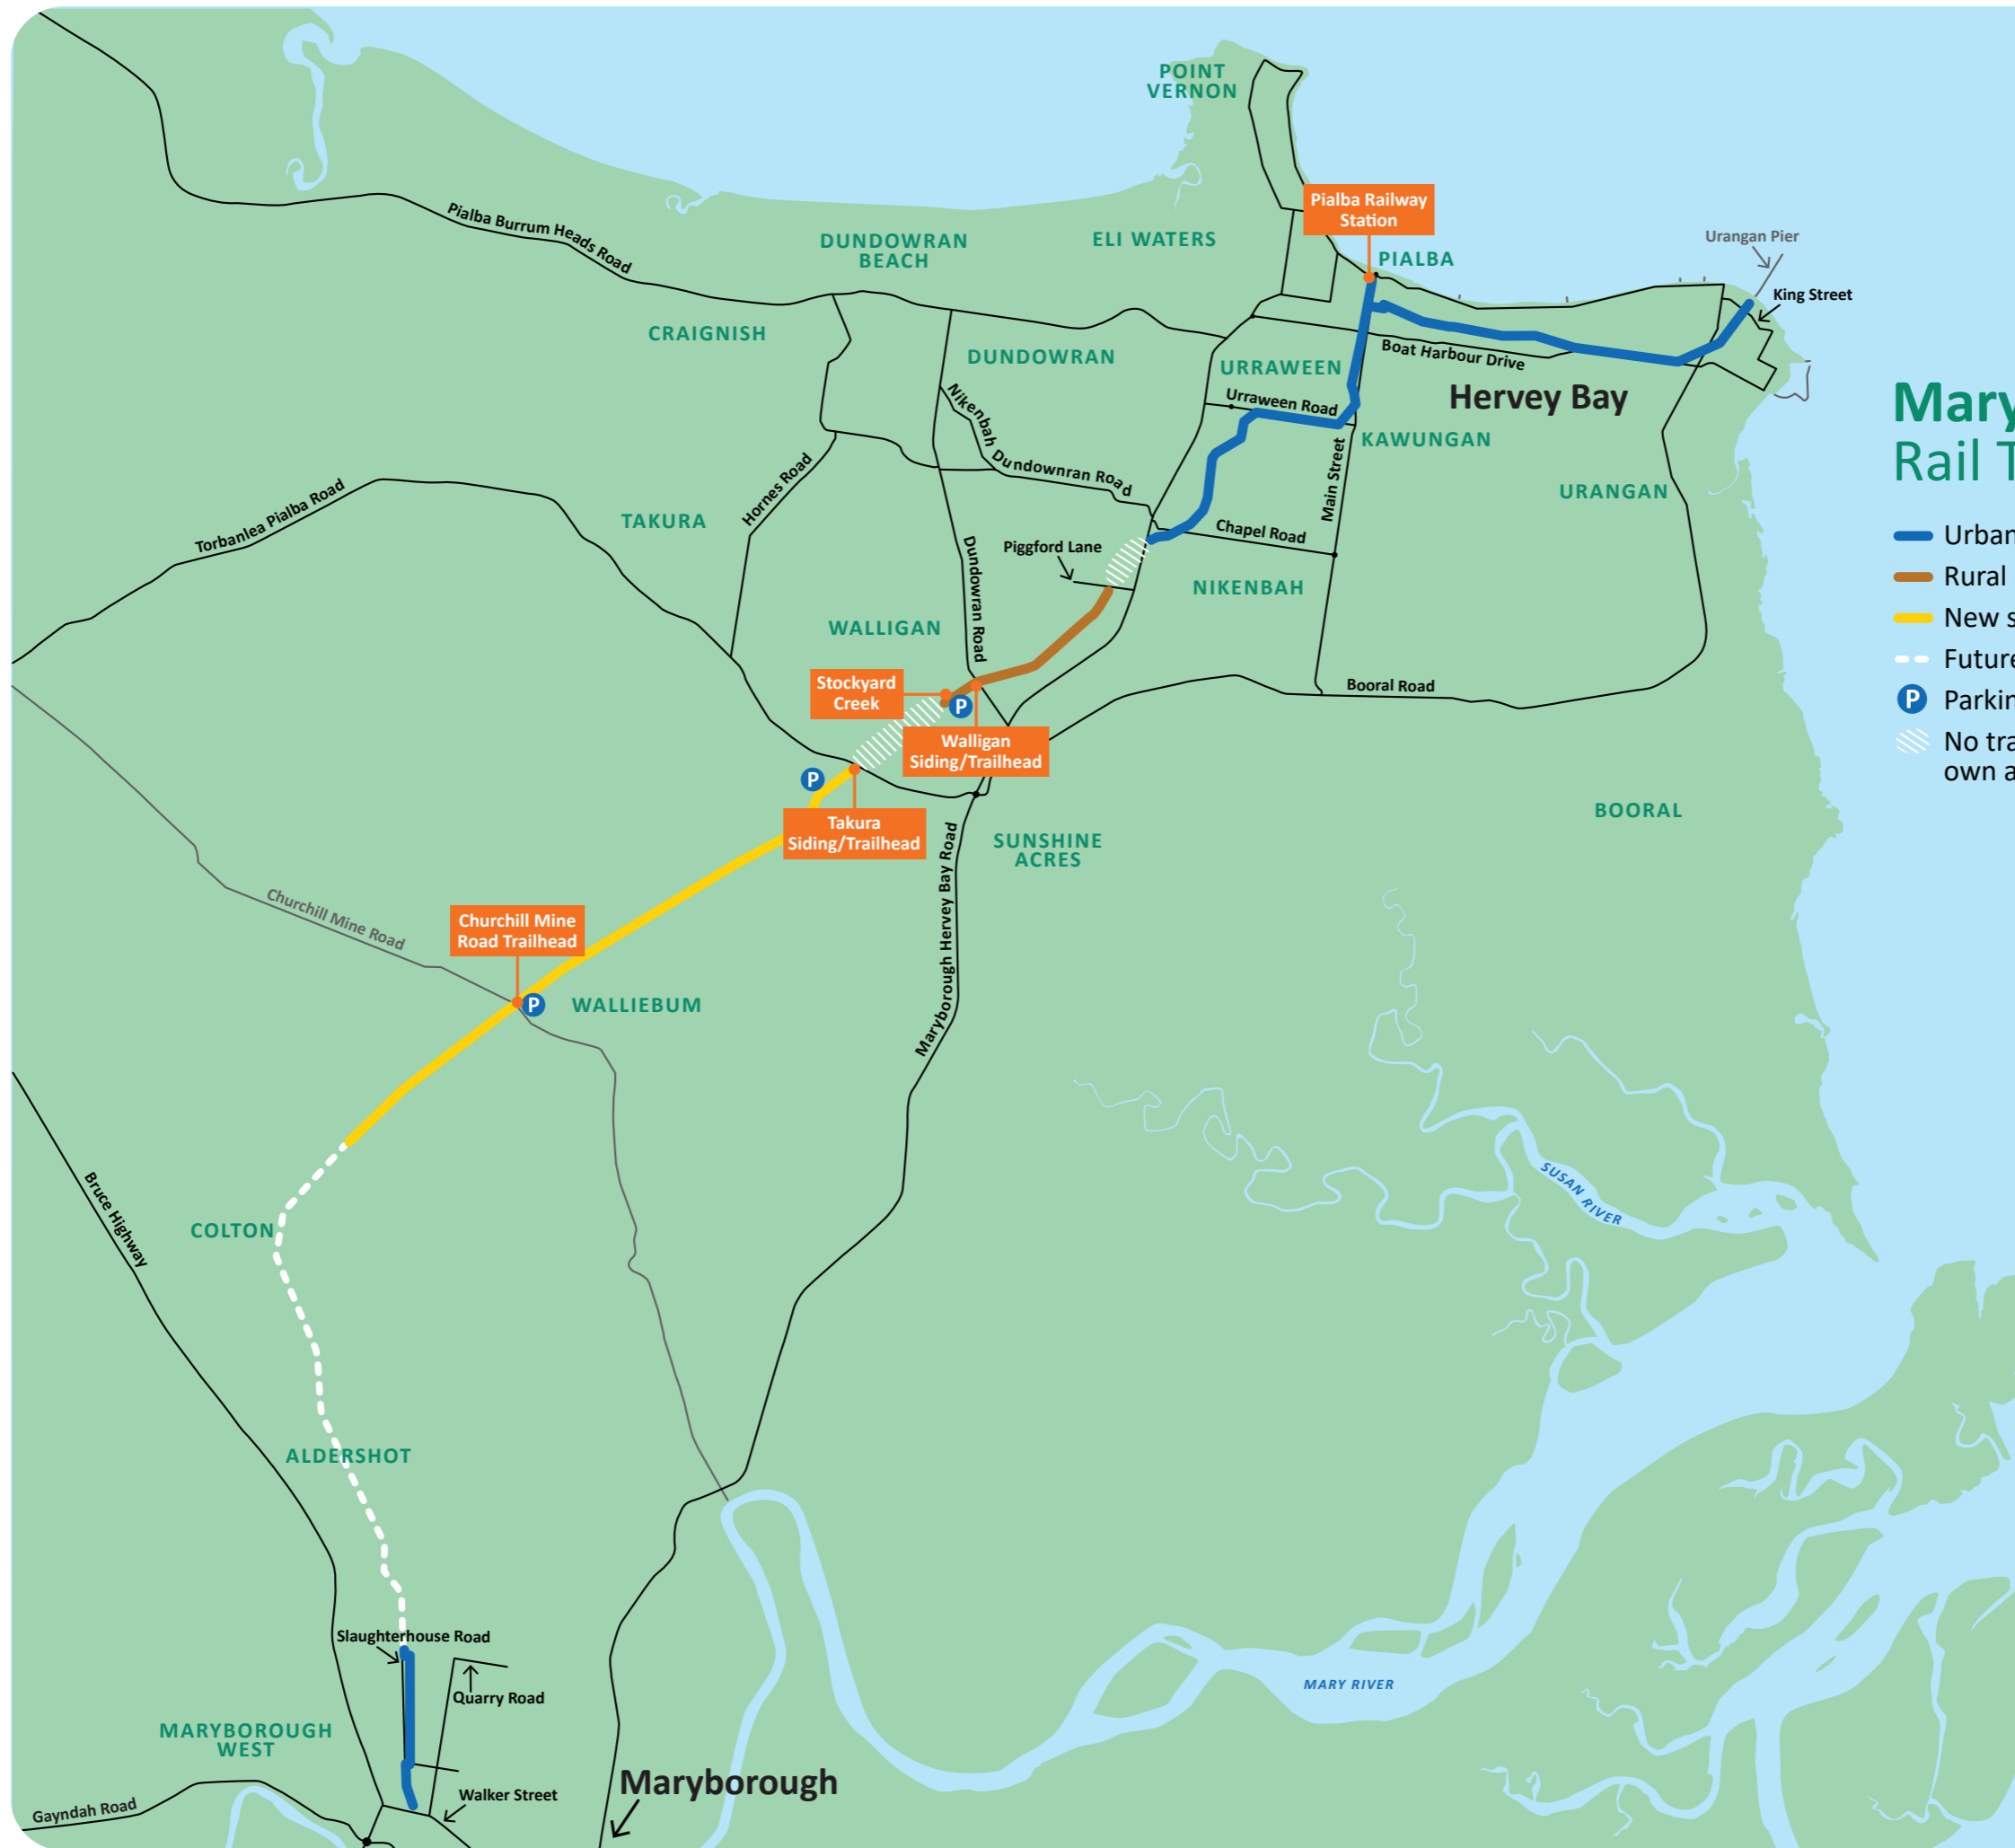 POINT
VERNON
Pialba Railway
Station
Pialba Burrum Heads Road
DUNDOWRAN
BEACH
ELI WATERS
PIALBA
Urangan Pier
King Street
CRAIGNISH
DUNDOWRAN
URRAWEEN
Boat Harbour Drive
Hervey Bay
Urraween Road
Nikenbah Dundownran Road
KAWUNGAN
Mary
Rail T
Main Street
URANGAN
Torbanlea Pialba Road
TAKURA
Hornes Road
Chapel Road
Piggford Lane
Dundowran Road
NIKENBAH
WALLIGAN
Urban
Rural
New s
Future
P Parkin
No tra
own a
Stockyard
Creek
P
Booral Road
Walligan
Siding/Trailhead
P
Takura
Siding/Trailhead
SUNSHINE
ACRES
BOORAL
Maryborough Hervey Bay Road
Churchill Mine Road
Churchill Mine
Road Trailhead
P
WALLIEBUM
Bruce Highway
COLTON
SUSAN RIVER
ALDERSHOT
Slaughterhouse Road
Quarry Road
MARY RIVER
MARYBOROUGH
WEST
Maryborough
Walker Street
Gayndah Road